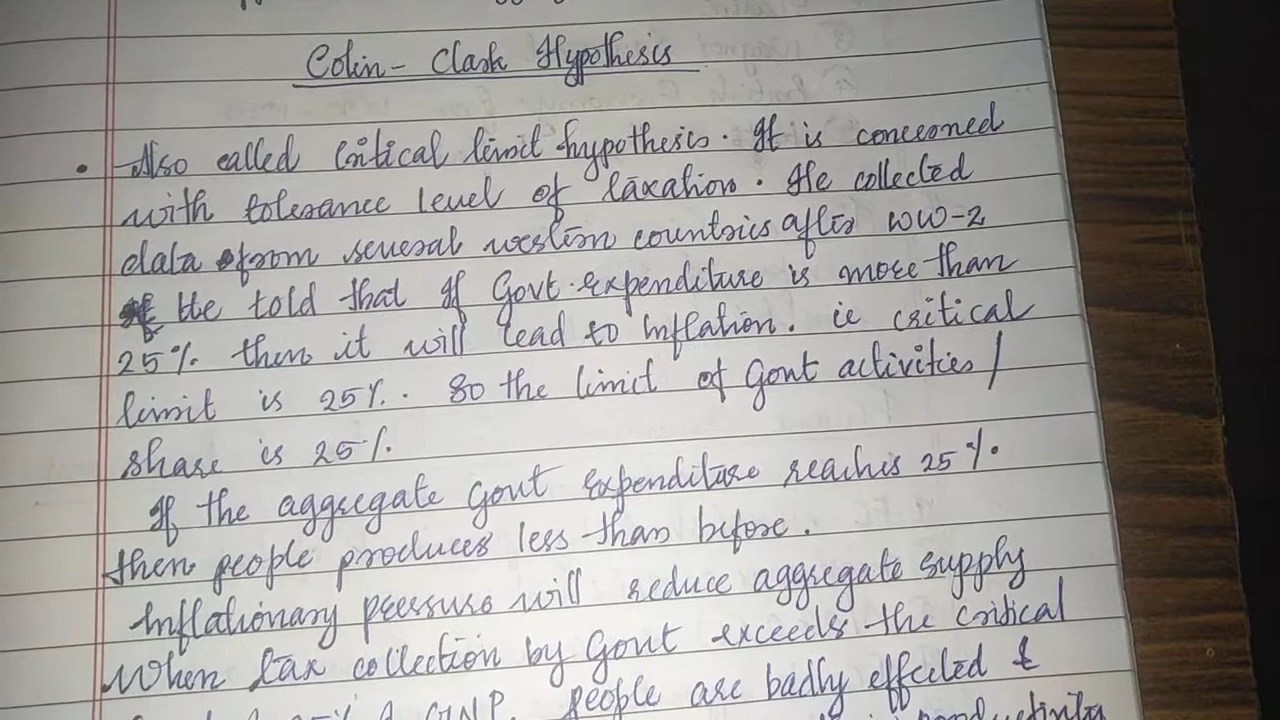 Colin - Clark Hypothesis
• Also called Critical limit hypothesis. It is concerned
with tolerance level of taxation. He collected
data from several western countries after WW-2
He told that if Govt. expenditure is more than
25% then it will lead to inflation. ie critical
limit is 25%. So the limit of Govt activities /
share is 25%.
If the aggregate Govt expenditure reaches 25%.
then people produces less than before.
Inflationary pressure will reduce aggregate supply
When tax collection by Govt exceeds the critical
GNP. people are badly effected &